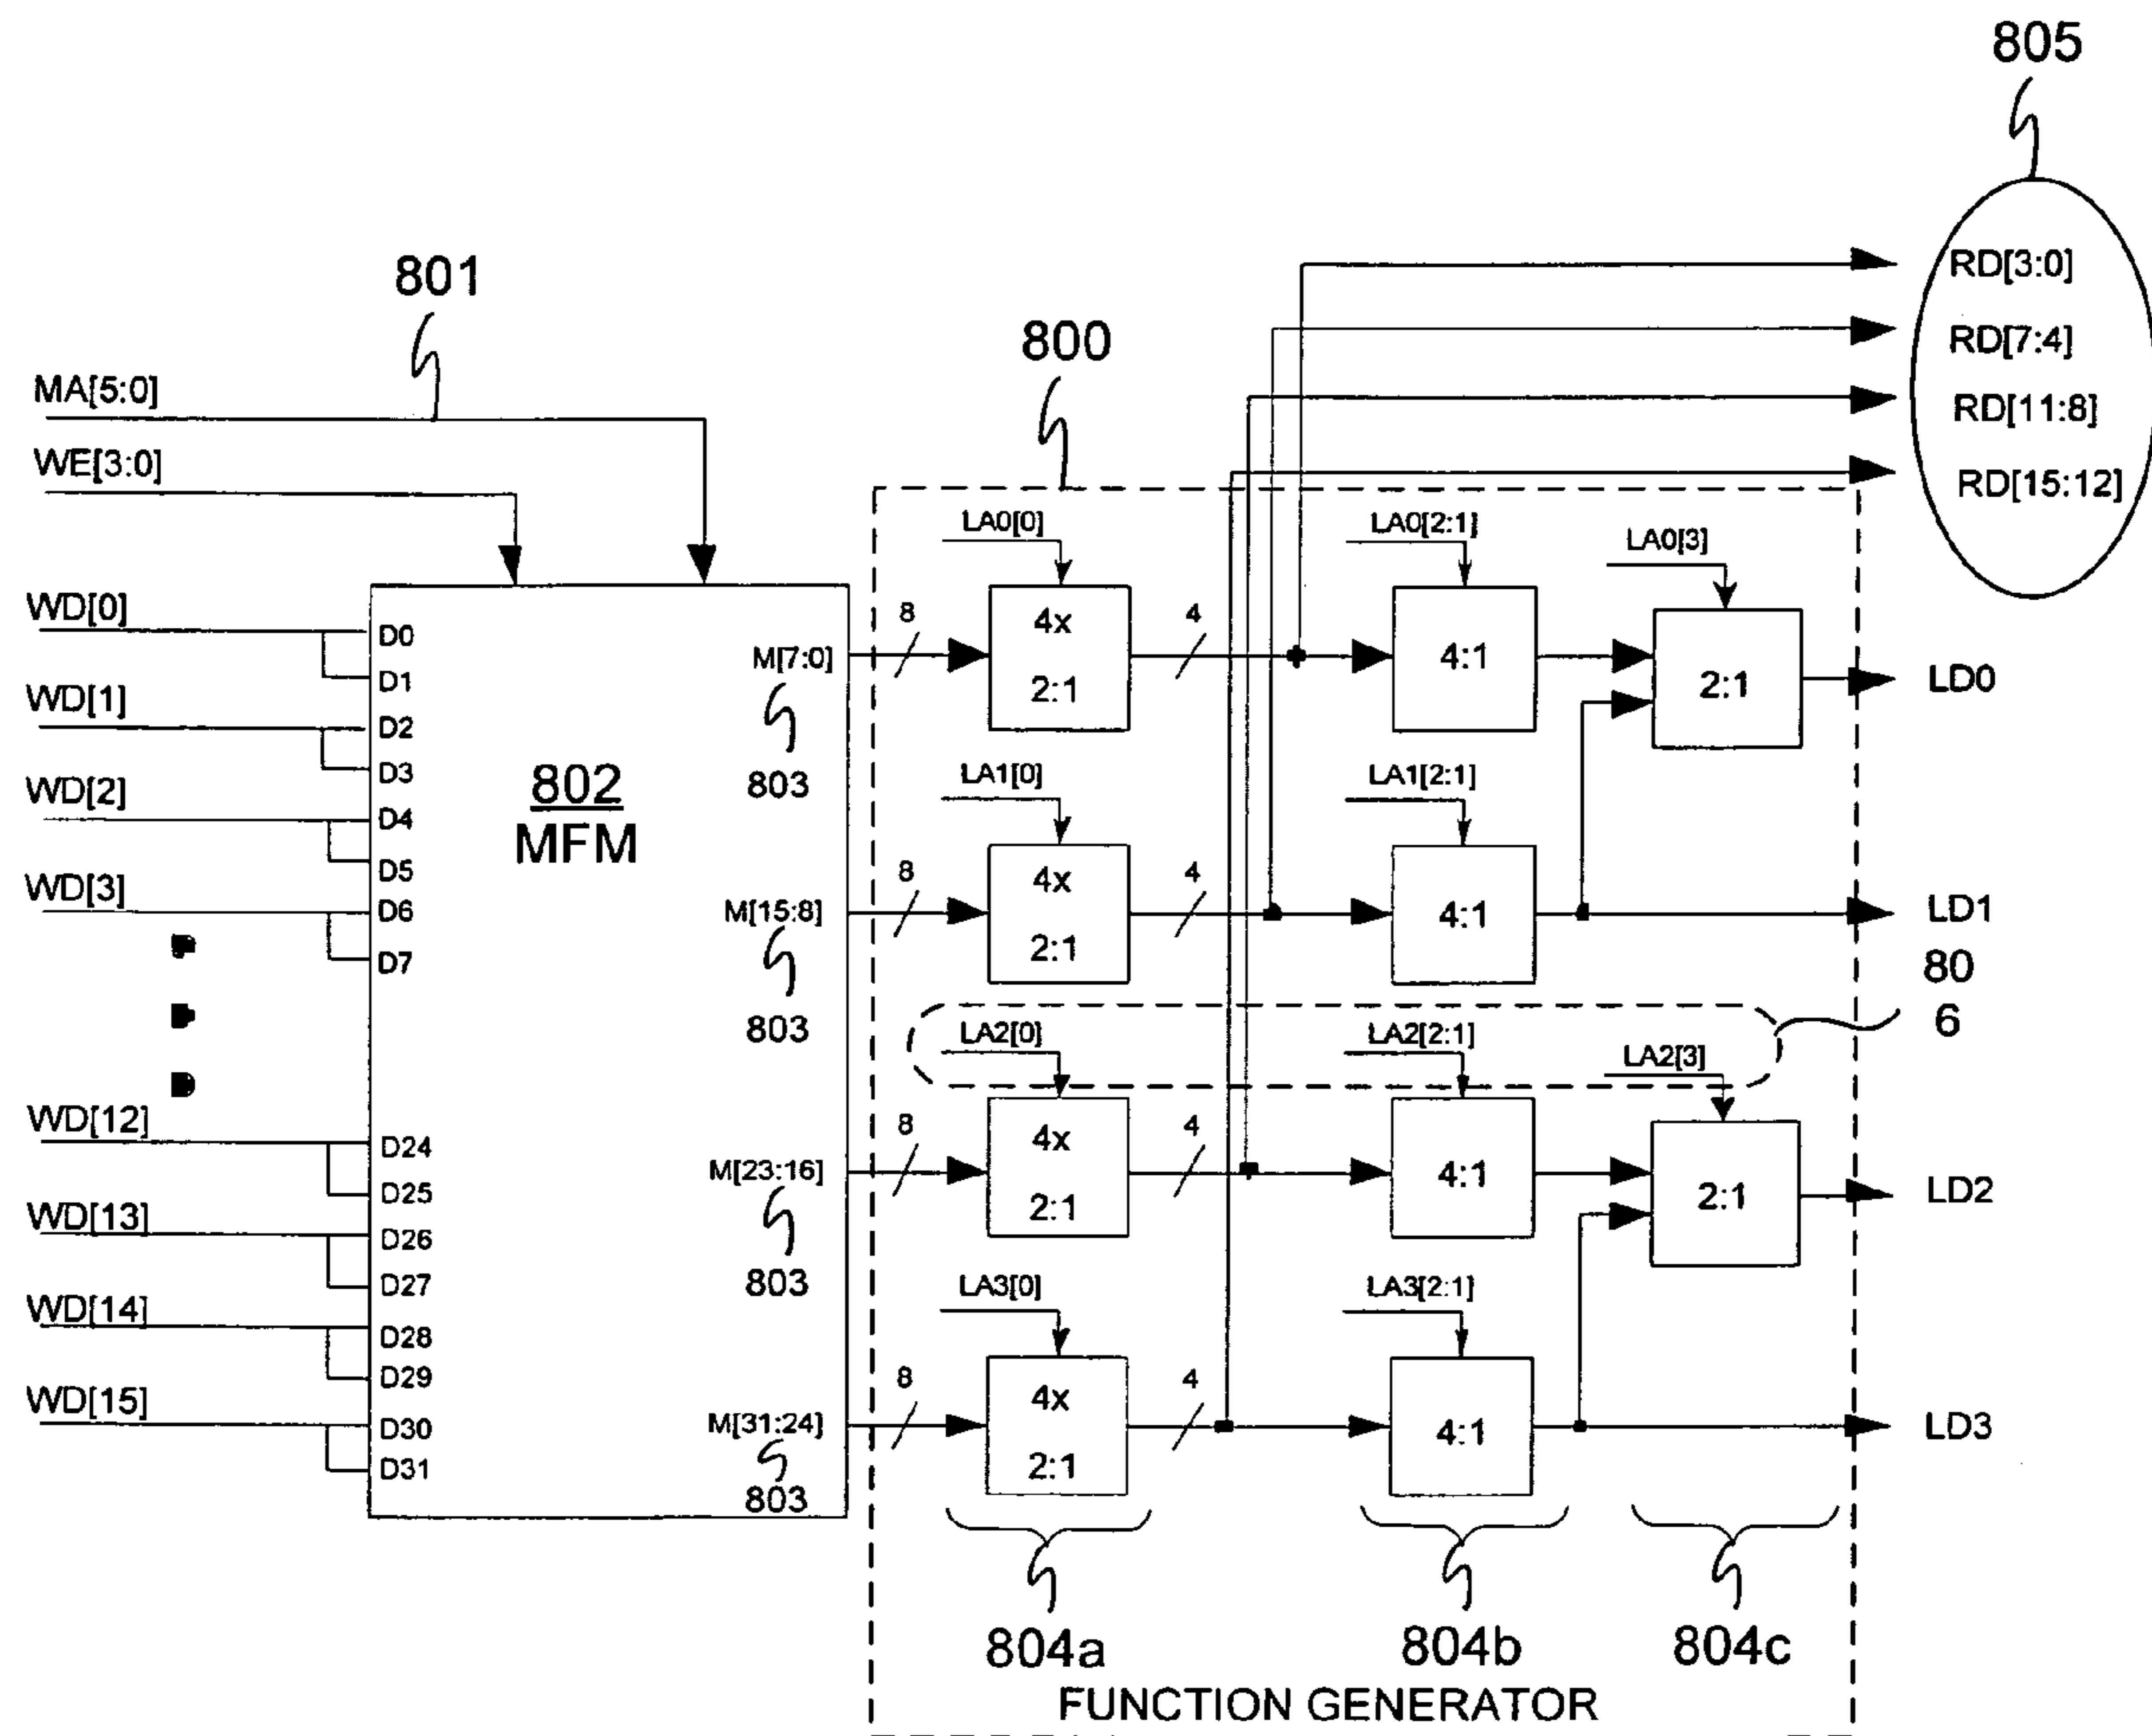 805
RD[3:0]
RD[7:4]
RD[11:8]
RD[15:12]
801
800
MA[5:0]
WE[3:0]
WD[0]
WD[1]
WD[2]
WD[3]
WD[12]
WD[13]
WD[14]
WD[15]
D0
D1
D2
D3
D4
D5
D6
D7
D24
D25
D26
D27
D28
D29
D30
D31
802
MFM
M[7:0]
803
M[15:8]
803
M[23:16]
803
M[31:24]
803
LA0[0]
8
4x
2:1
4
LA0[2:1]
4:1
LA0[3]
2:1
LD0
LA1[0]
8
4x
2:1
4
LA1[2:1]
4:1
LD1
80
6
LA2[0]
8
4x
2:1
4
LA2[2:1]
4:1
LA2[3]
2:1
LD2
LA3[0]
8
4x
2:1
4
LA3[2:1]
4:1
LD3
804a
804b
804c
FUNCTION GENERATOR